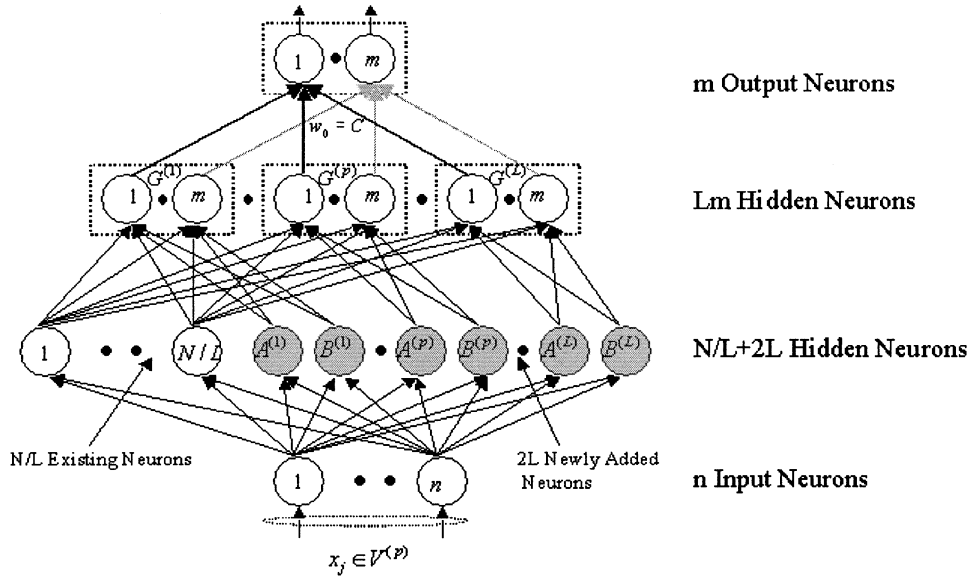 1 m
m Output Neurons
w₀ = C
G⁽¹⁾ G⁽ᵖ⁾ G⁽ᴸ⁾
1 m 1 m 1 m
Lm Hidden Neurons
1 N / L A⁽¹⁾ B⁽¹⁾ A⁽ᵖ⁾ B⁽ᵖ⁾ A⁽ᴸ⁾ B⁽ᴸ⁾
N/L+2L Hidden Neurons
N/L Existing Neurons
2L Newly Added
Neurons
1 n
n Input Neurons
xⱼ ∈ V⁽ᵖ⁾